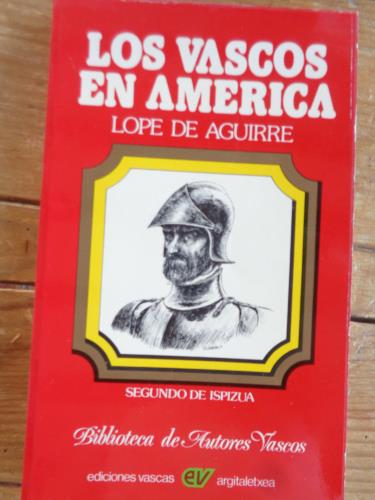 LOS VASCOS
EN AMERICA
LOPE DE AGUIRRE
SEGUNDO DE ISPIZUA
Biblioteca de Autores Vascos
ediciones vascas ev argitaletxea